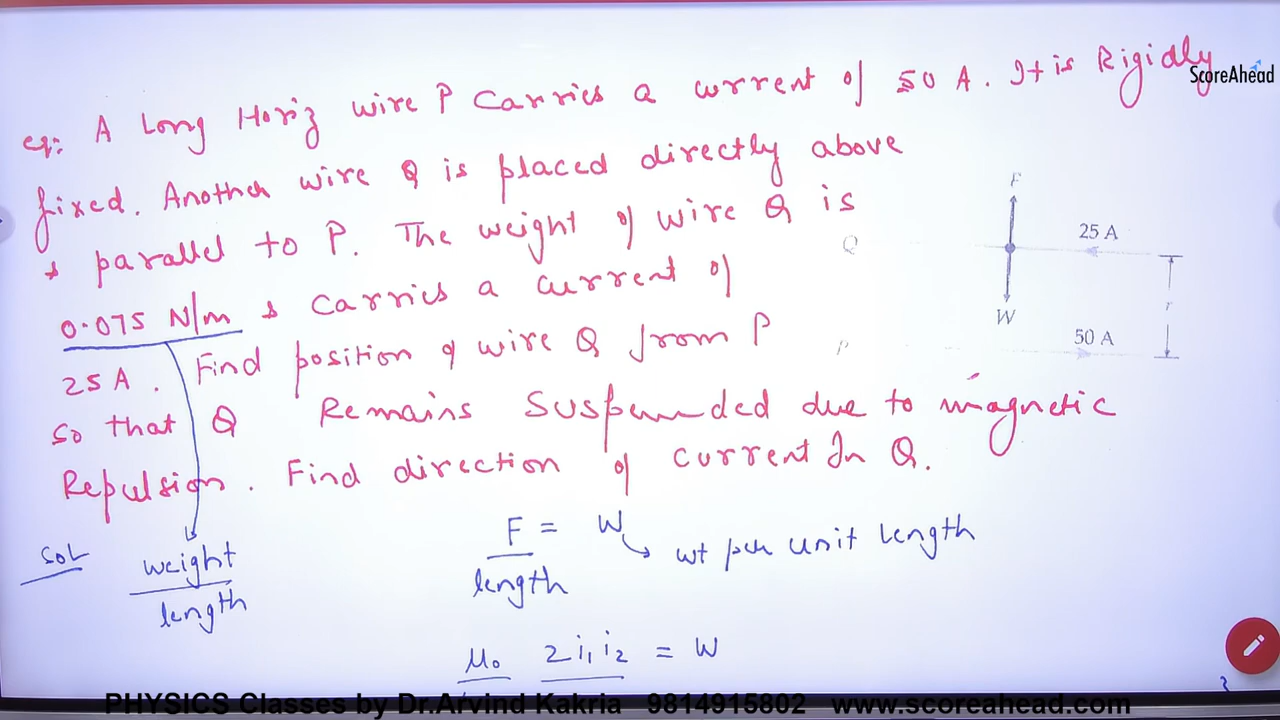 eg: A Long Horiz wire P Carries a current of 50 A. It is Rigidly
ScoreAhead
fixed. Another wire Q is placed directly above
& parallel to P. The weight of wire Q is
0.075 N/m & Carries a current of
25 A. Find position of wire Q from P
so that Q Remains Suspended due to magnetic
Repulsion. Find direction of current In Q.
F
Q 25 A
r
W
P 50 A
Sol weight
length
F = W
length
wt per unit length
μ₀ 2 i₁ i₂ = W
PHYSICS Classes by Dr.Arvind Kakria 9814915802 www.scoreahead.com